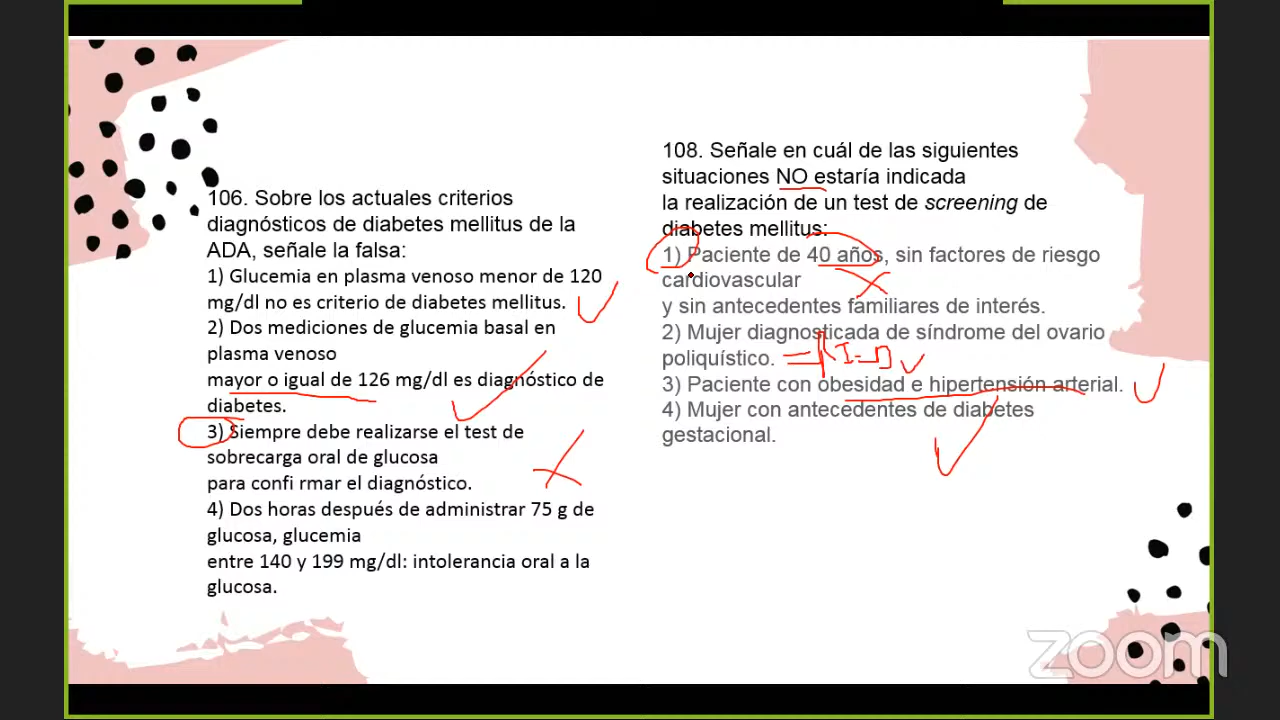 106. Sobre los actuales criterios
diagnósticos de diabetes mellitus de la
ADA, señale la falsa:
1) Glucemia en plasma venoso menor de 120
mg/dl no es criterio de diabetes mellitus.
2) Dos mediciones de glucemia basal en
plasma venoso
mayor o igual de 126 mg/dl es diagnóstico de
diabetes.
3) Siempre debe realizarse el test de
sobrecarga oral de glucosa
para confi rmar el diagnóstico.
4) Dos horas después de administrar 75 g de
glucosa, glucemia
entre 140 y 199 mg/dl: intolerancia oral a la
glucosa.
108. Señale en cuál de las siguientes
situaciones NO estaría indicada
la realización de un test de screening de
diabetes mellitus:
1) Paciente de 40 años, sin factores de riesgo
cardiovascular
y sin antecedentes familiares de interés.
2) Mujer diagnosticada de síndrome del ovario
poliquístico.
3) Paciente con obesidad e hipertensión arterial.
4) Mujer con antecedentes de diabetes
gestacional.
zoom